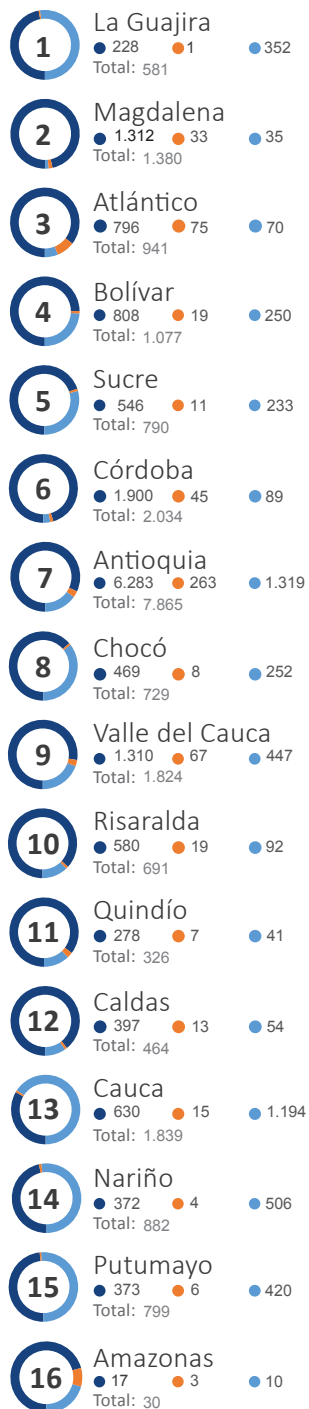 1
La Guajira
228 1 352
Total: 581
2
Magdalena
1.312 33 35
Total: 1.380
3
Atlántico
796 75 70
Total: 941
4
Bolívar
808 19 250
Total: 1.077
5
Sucre
546 11 233
Total: 790
6
Córdoba
1.900 45 89
Total: 2.034
7
Antioquia
6.283 263 1.319
Total: 7.865
8
Chocó
469 8 252
Total: 729
9
Valle del Cauca
1.310 67 447
Total: 1.824
10
Risaralda
580 19 92
Total: 691
11
Quindío
278 7 41
Total: 326
12
Caldas
397 13 54
Total: 464
13
Cauca
630 15 1.194
Total: 1.839
14
Nariño
372 4 506
Total: 882
15
Putumayo
373 6 420
Total: 799
16
Amazonas
17 3 10
Total: 30